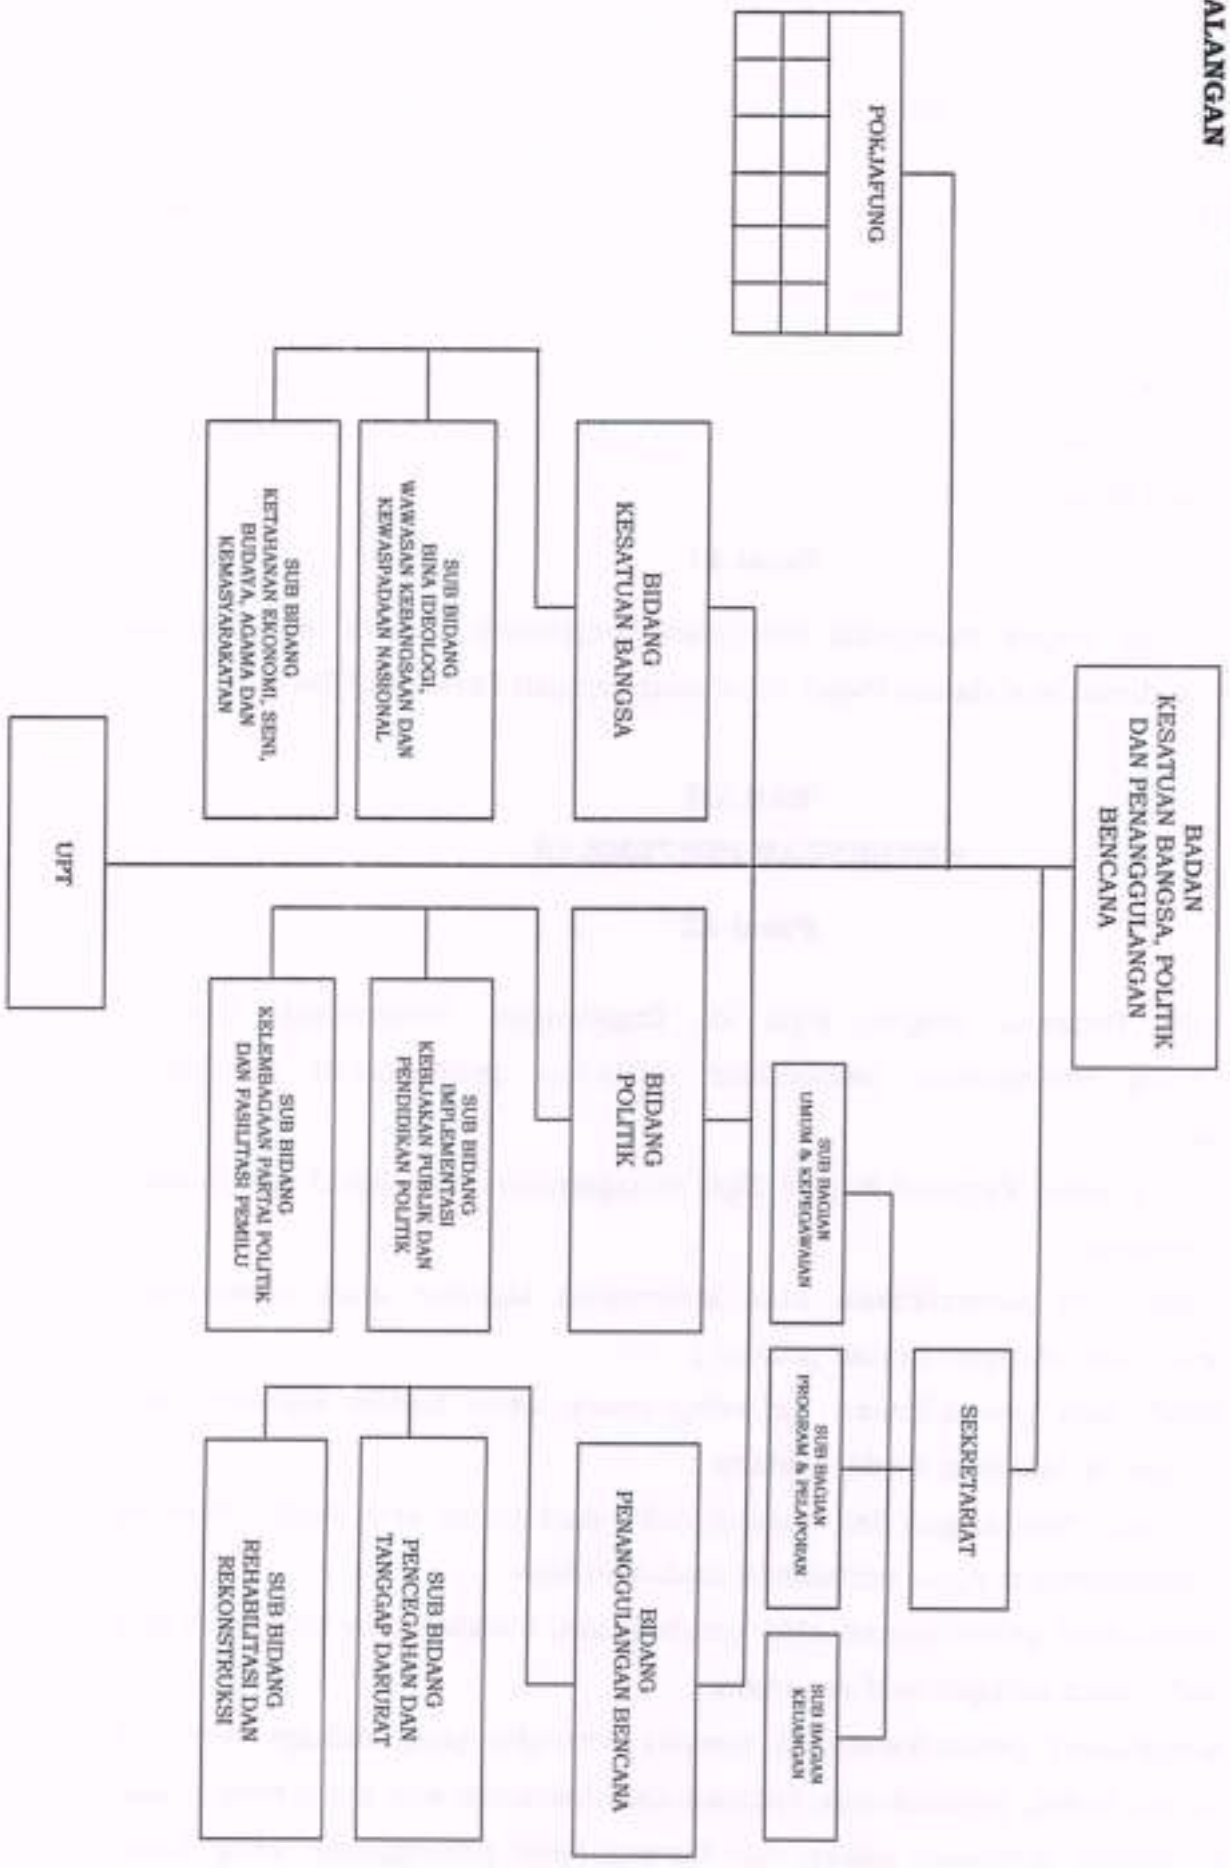 ALANGAN
BADAN
KESATUAN BANGSA, POLITIK
DAN PENANGGULANGAN
BENCANA
POKJAFUNG
SEKRETARIAT
SUB BAGIAN
UMUM & KEPEGAWAIAN
SUB BAGIAN
PROGRAM & PELAPORAN
SUB BAGIAN
KEUANGAN
BIDANG
KESATUAN BANGSA
BIDANG
POLITIK
BIDANG
PENANGGULANGAN BENCANA
SUB BIDANG
BINA IDEOLOGI,
WAWASAN KEBANGSAAN DAN
KEWASPADAAN NASIONAL
SUB BIDANG
IMPLEMENTASI
KEBIJAKAN PUBLIK DAN
PENDIDIKAN POLITIK
SUB BIDANG
PENCEGAHAN DAN
TANGGAP DARURAT
SUB BIDANG
KETAHANAN EKONOMI, SENI,
BUDAYA, AGAMA DAN
KEMASYARAKATAN
SUB BIDANG
KELEMBAGAAN PARTAI POLITIK
DAN FASILITASI PEMILU
SUB BIDANG
REHABILITASI DAN
REKONSTRUKSI
UPT